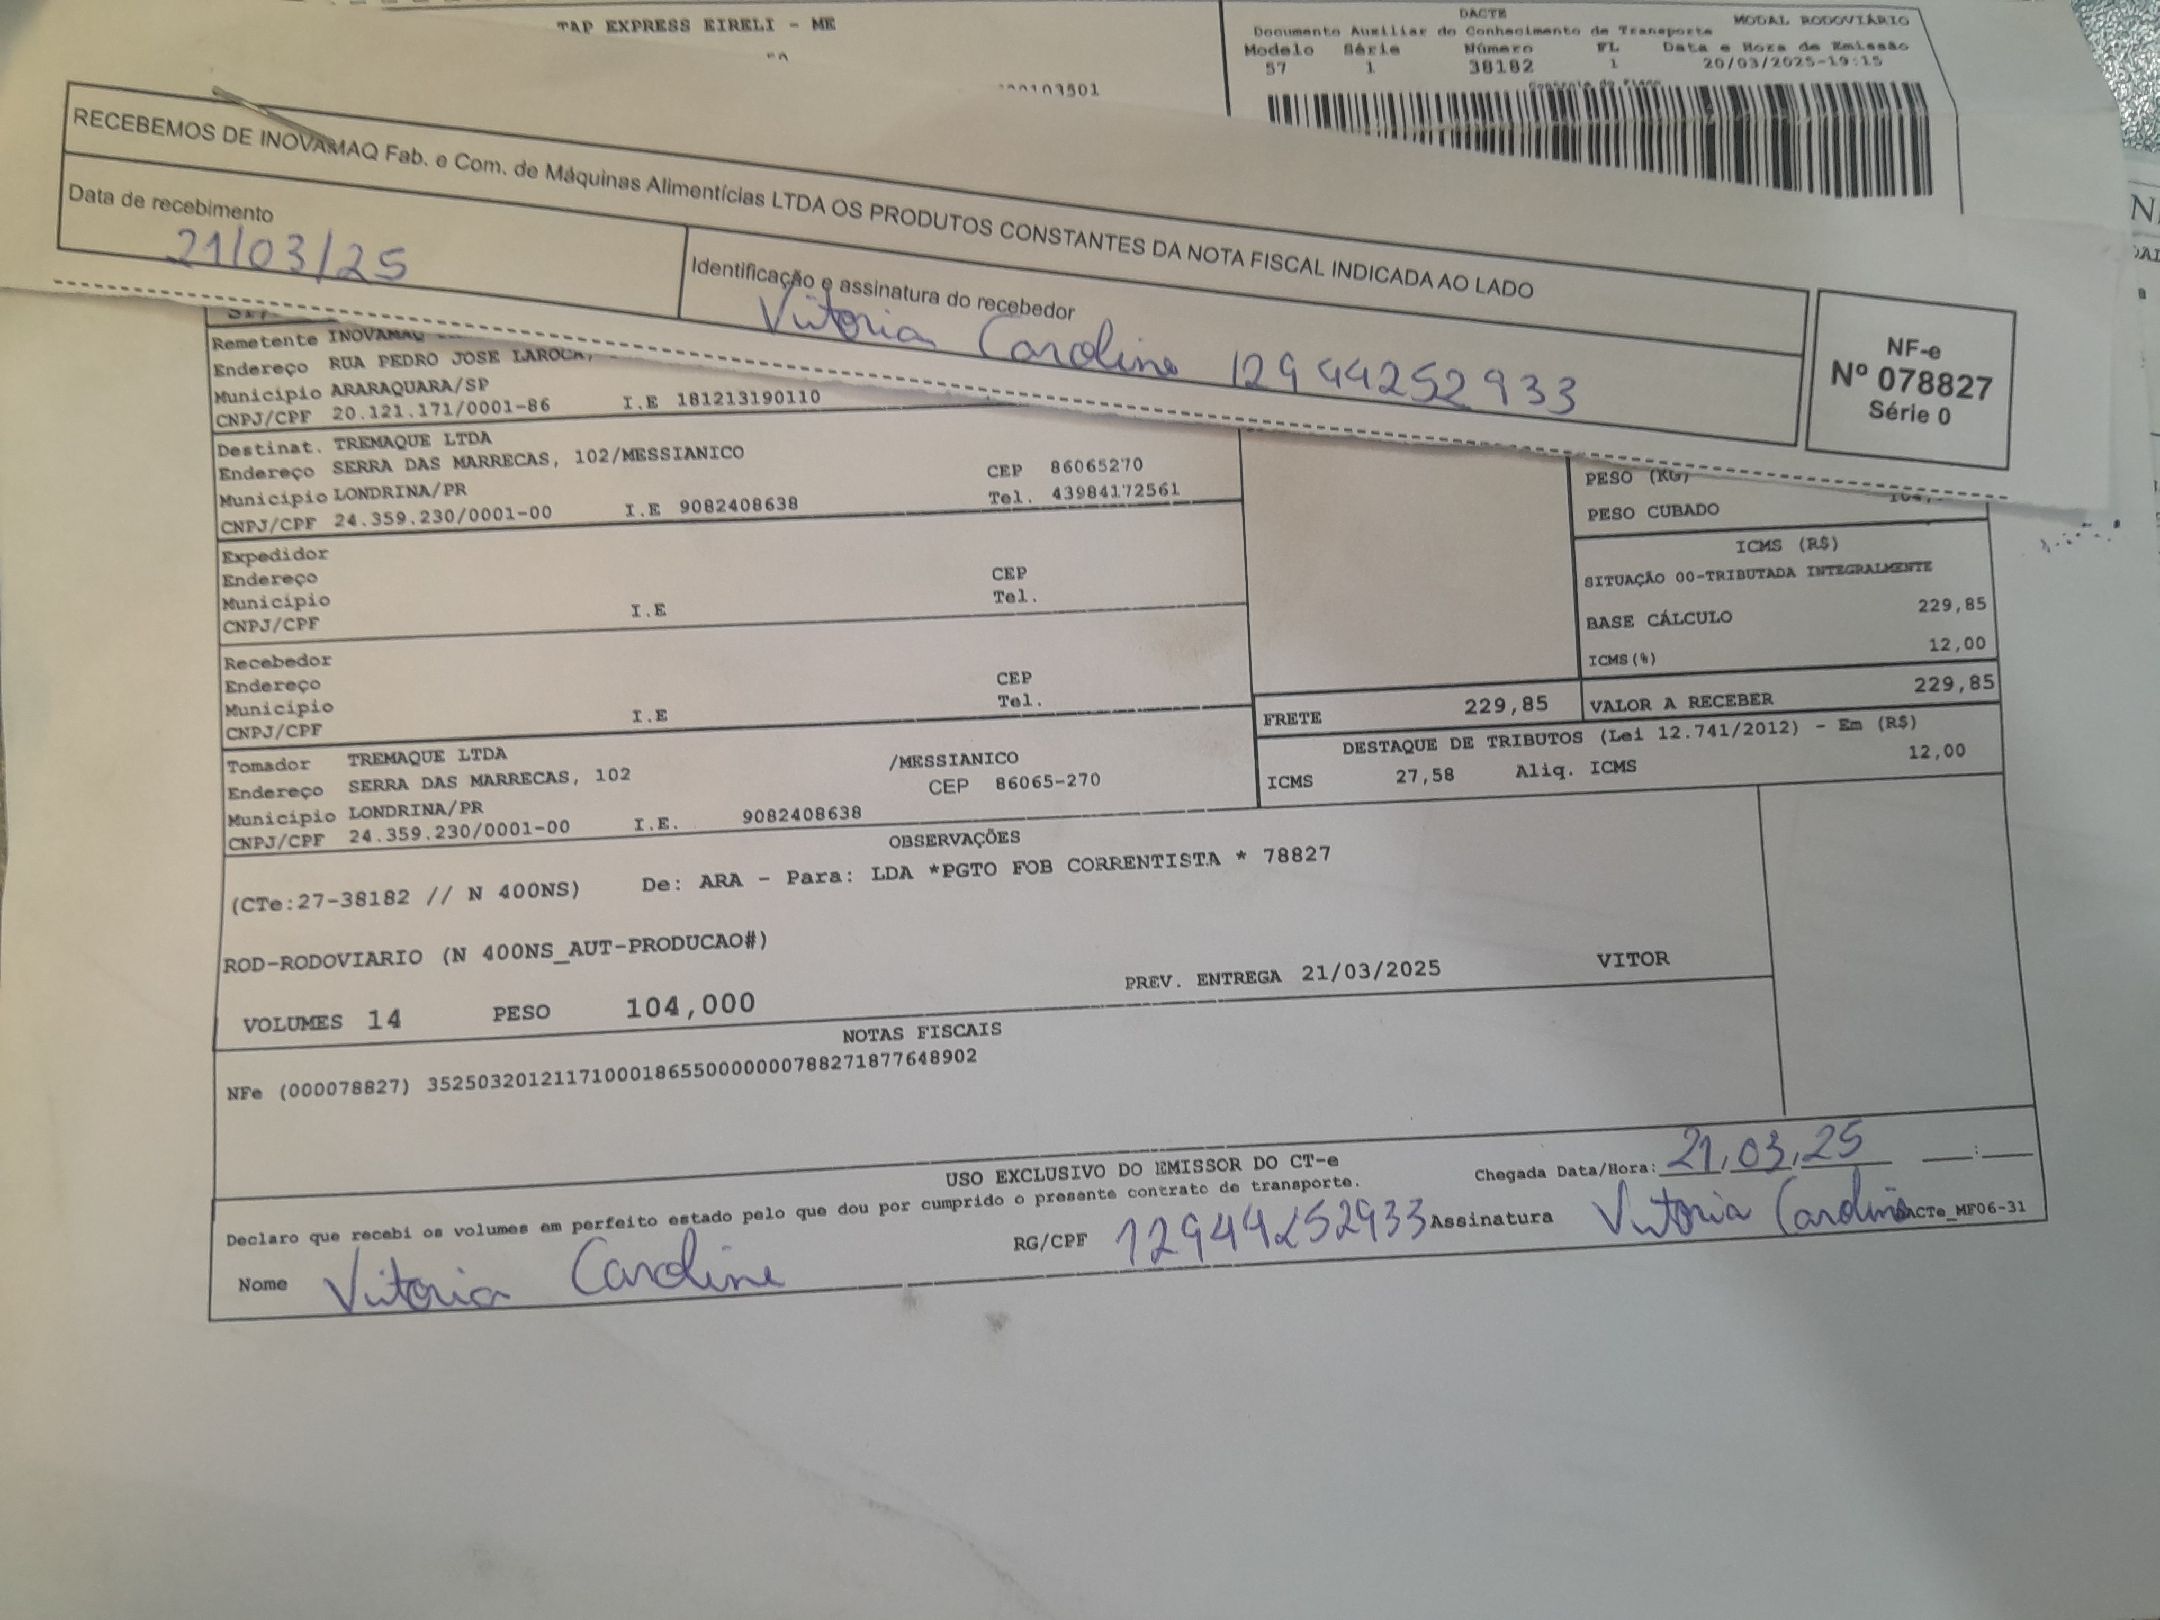 TAP EXPRESS EIRELI - ME
DACTE
MODAL RODOVIÁRIO
Documento Auxiliar do Conhecimento de Transporte
Modelo Série Número FL Data e Hora de Emissão
57 1 38182 1 20/03/2025-19:15
RECEBEMOS DE INOVAMAQ Fab. e Com. de Máquinas Alimentícias LTDA OS PRODUTOS CONSTANTES DA NOTA FISCAL INDICADA AO LADO
Data de recebimento
21/03/25
Identificação e assinatura do recebedor
Vitoria Caroline 12944252933
NF-e
Nº 078827
Série 0
Remetente INOVAMAQ
Endereço RUA PEDRO JOSE LAROCA,
Município ARARAQUARA/SP
CNPJ/CPF 20.121.171/0001-86 I.E 181213190110
Destinat. TREMAQUE LTDA
Endereço SERRA DAS MARRECAS, 102/MESSIANICO CEP 86065270
Município LONDRINA/PR Tel. 43984172561
CNPJ/CPF 24.359.230/0001-00 I.E 9082408638
PESO (KG)
PESO CUBADO
Expedidor
Endereço CEP
Município Tel.
CNPJ/CPF I.E
ICMS (R$)
SITUAÇÃO 00-TRIBUTADA INTEGRALMENTE
BASE CÁLCULO 229,85
ICMS(%) 12,00
Recebedor
Endereço CEP
Município Tel.
CNPJ/CPF I.E
FRETE 229,85 VALOR A RECEBER 229,85
DESTAQUE DE TRIBUTOS (Lei 12.741/2012) - Em (R$)
ICMS 27,58 Aliq. ICMS 12,00
Tomador TREMAQUE LTDA
Endereço SERRA DAS MARRECAS, 102 /MESSIANICO
Município LONDRINA/PR CEP 86065-270
CNPJ/CPF 24.359.230/0001-00 I.E. 9082408638
OBSERVAÇÕES
(CTe:27-38182 // N 400NS) De: ARA - Para: LDA *PGTO FOB CORRENTISTA * 78827
ROD-RODOVIARIO (N 400NS_AUT-PRODUCAO#)
VOLUMES 14 PESO 104,000 PREV. ENTREGA 21/03/2025 VITOR
NOTAS FISCAIS
NFe (000078827) 35250320121171000186550000000788271877648902
USO EXCLUSIVO DO EMISSOR DO CT-e
Declaro que recebi os volumes em perfeito estado pelo que dou por cumprido o presente contrato de transporte.
Chegada Data/Hora: 21,03,25 __:__
Nome Vitoria Caroline RG/CPF 12944252933 Assinatura Vitoria Caroline
DACTe_MF06-31